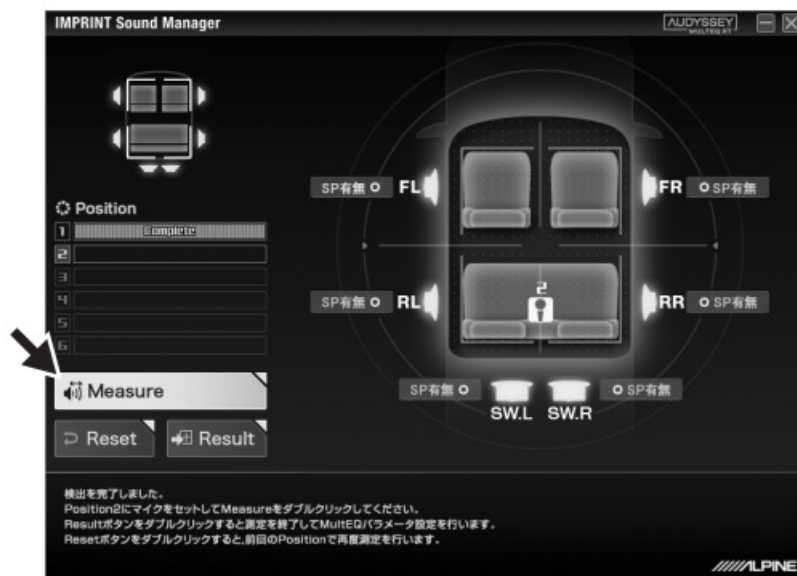 IMPRINT Sound Manager
AUDYSSEY
MULTEQ XT
Position
1 Complete
2
3
4
5
6
Measure
Reset
Result
SP有無
FL
FR
SP有無
2
SP有無
RL
RR
SP有無
SP有無
SW.L
SW.R
SP有無
検出を完了しました。
Position2にマイクをセットしてMeasureをダブルクリックしてください。
Resultボタンをダブルクリックすると測定を終了してMultEQパラメータ設定を行います。
Resetボタンをダブルクリックすると,前回のPositionで再度測定を行います。
ALPINE